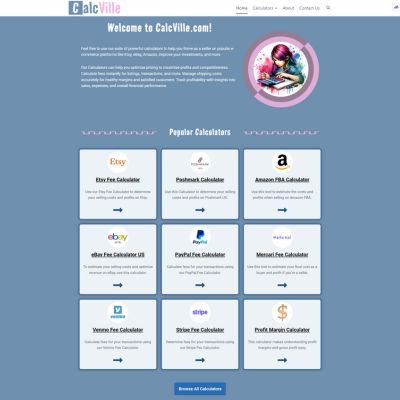 CalcVille
Home Calculators About Contact Us
Welcome to CalcVille.com!
Feel free to use our suite of powerful calculators to help you thrive as a seller on popular e-
commerce platforms like Etsy, eBay, Amazon, improve your investments, and more.
Our Calculators can help you optimize pricing to maximize profits and competitiveness.
Calculate fees instantly for listings, transactions, and more. Manage shipping costs
accurately for healthy margins and satisfied customers. Track profitability with insights into
sales, expenses, and overall financial performance
Popular Calculators
Etsy
POSHMARK
a
Etsy Fee Calculator
Poshmark Calculator
Amazon FBA Calculator
Use our Etsy Fee Calculator to determine
your selling costs and profits on Etsy.
Use this Calculator to determine your selling
costs and profits on Poshmark US.
Use this tool to estimate the costs and
profits when selling on Amazon FBA.
ebay
PayPal
mercari
eBay Fee Calculator US
PayPal Fee Calculator
Mercari Fee Calculator
To estimate your selling costs and optimize
revenue on eBay, use this calculator.
Calculate fees for your transactions using
our PayPal Fee Calculator.
Use this tool to estimate final cost as a
buyer and profit if you're a seller.
venmo
stripe
$
Venmo Fee Calculator
Stripe Fee Calculator
Profit Margin Calculator
Calculate fees for your transactions using
our Venmo Fee Calculator.
Determine fees for your transactions using
our Stripe Fee Calculator.
This calculator makes understanding profit
margins and gross profit easy.
Browse All Calculators